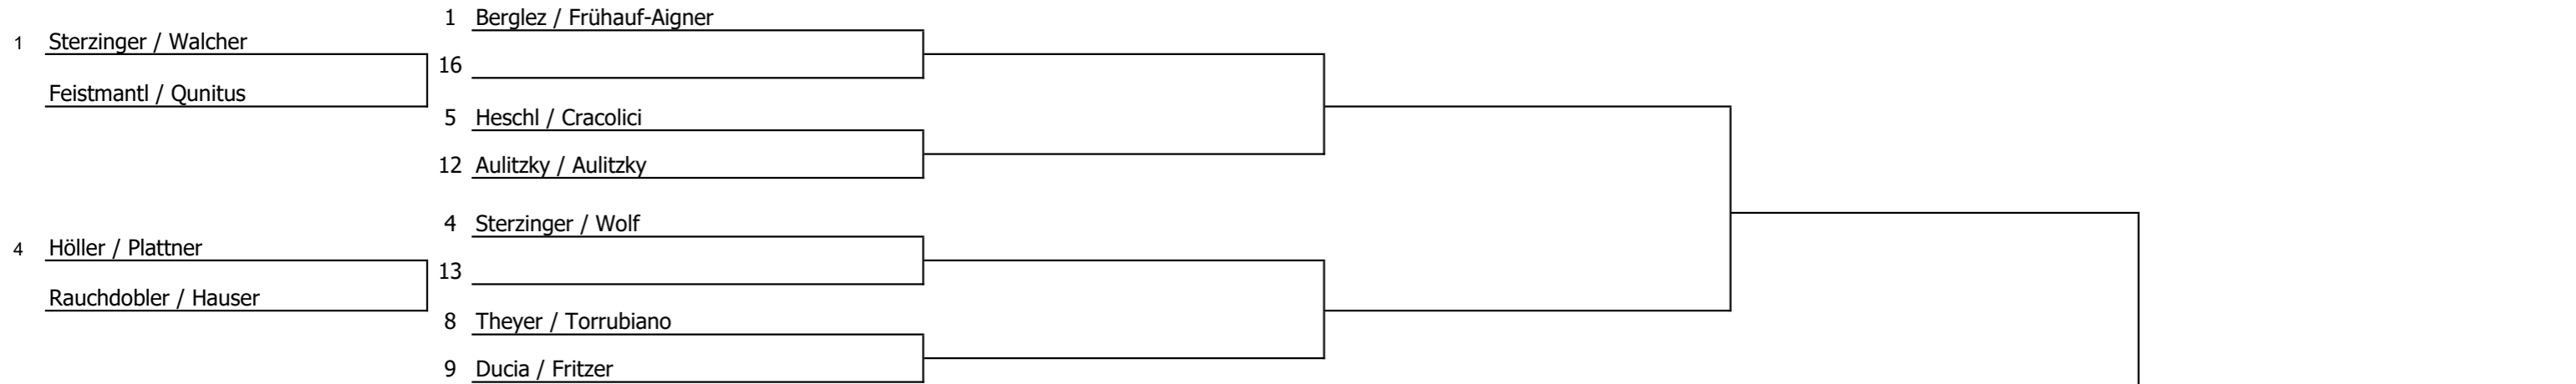 1 Berglez / Frühauf-Aigner
1 Sterzinger / Walcher
16
Feistmantl / Qunitus
5 Heschl / Cracolici
12 Aulitzky / Aulitzky
4 Sterzinger / Wolf
4 Höller / Plattner
13
Rauchdobler / Hauser
8 Theyer / Torrubiano
9 Ducia / Fritzer